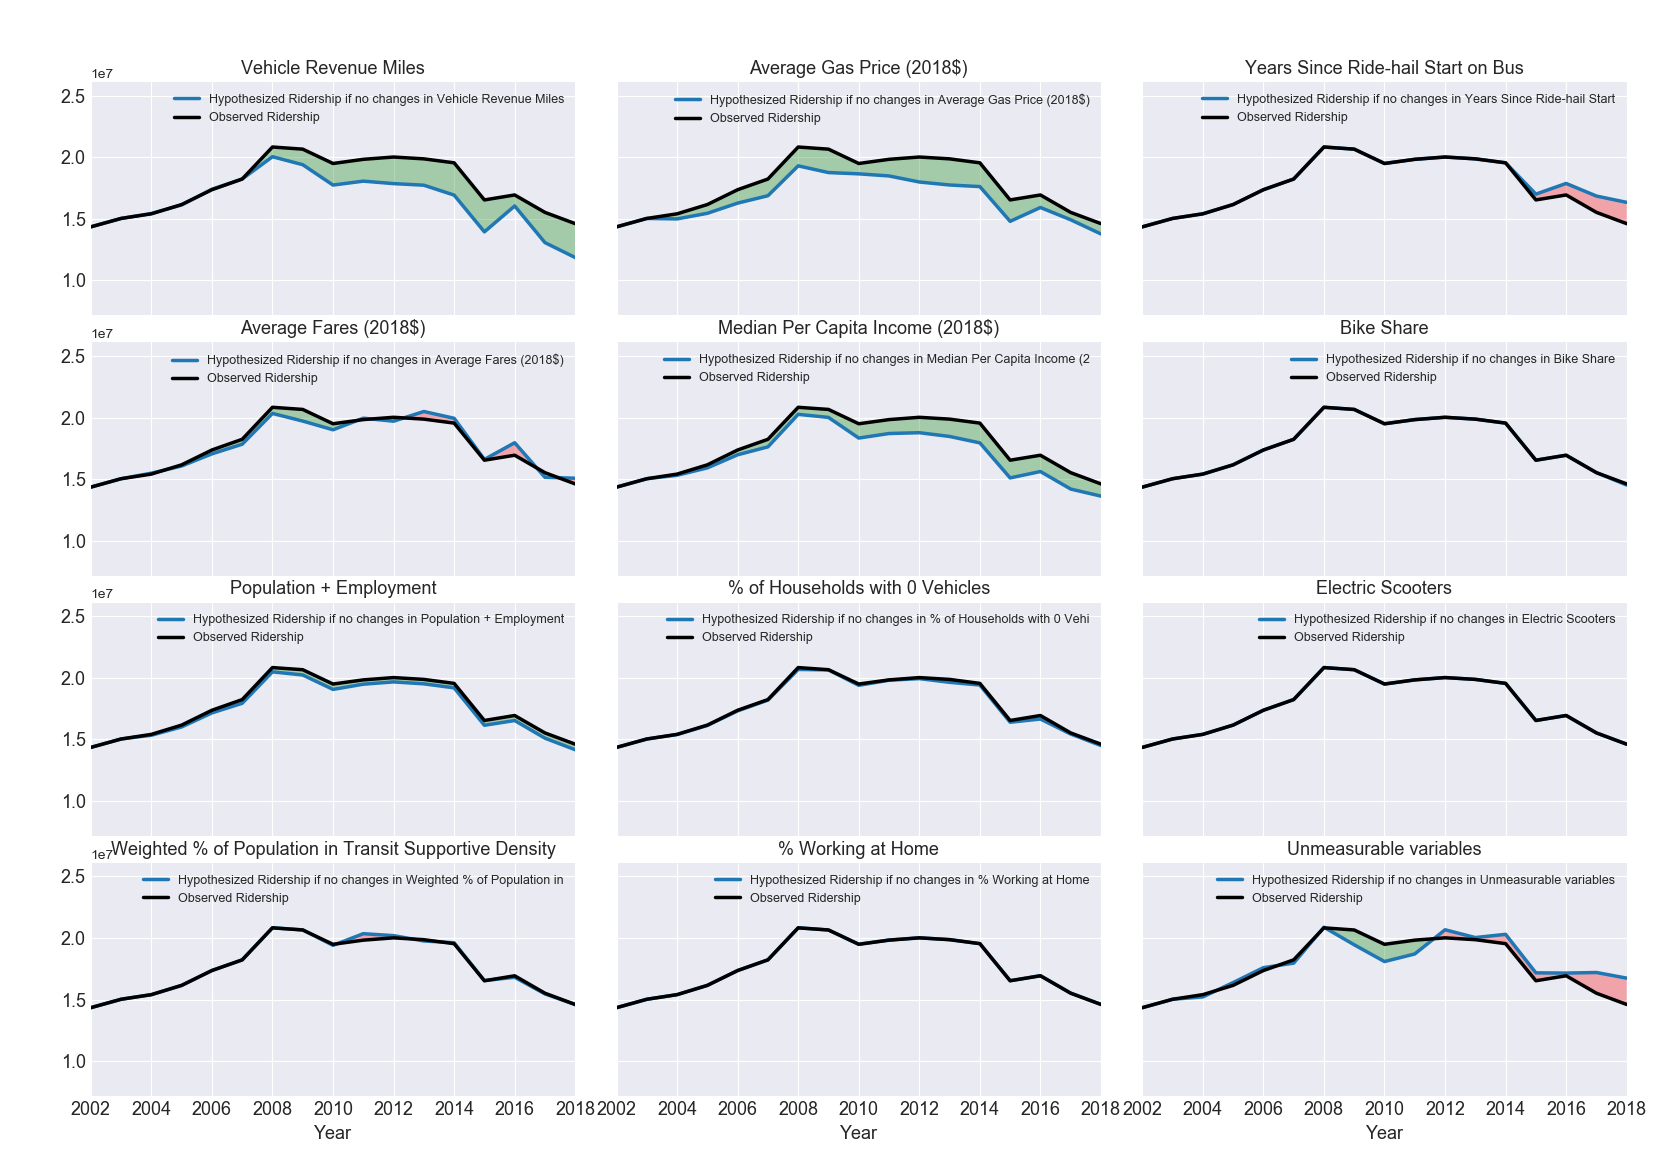 Vehicle Revenue Miles
1e7
2.5
2.0
1.5
1.0
Hypothesized Ridership if no changes in Vehicle Revenue Miles
Observed Ridership
Average Gas Price (2018$)
Hypothesized Ridership if no changes in Average Gas Price (2018$)
Observed Ridership
Years Since Ride-hail Start on Bus
Hypothesized Ridership if no changes in Years Since Ride-hail Start
Observed Ridership
Average Fares (2018$)
1e7
2.5
2.0
1.5
1.0
Hypothesized Ridership if no changes in Average Fares (2018$)
Observed Ridership
Median Per Capita Income (2018$)
Hypothesized Ridership if no changes in Median Per Capita Income (2
Observed Ridership
Bike Share
Hypothesized Ridership if no changes in Bike Share
Observed Ridership
Population + Employment
1e7
2.5
2.0
1.5
1.0
Hypothesized Ridership if no changes in Population + Employment
Observed Ridership
% of Households with 0 Vehicles
Hypothesized Ridership if no changes in % of Households with 0 Vehi
Observed Ridership
Electric Scooters
Hypothesized Ridership if no changes in Electric Scooters
Observed Ridership
Weighted % of Population in Transit Supportive Density
1e7
2.5
2.0
1.5
1.0
Hypothesized Ridership if no changes in Weighted % of Population in
Observed Ridership
2002 2004 2006 2008 2010 2012 2014 2016 2018
Year
% Working at Home
Hypothesized Ridership if no changes in % Working at Home
Observed Ridership
2002 2004 2006 2008 2010 2012 2014 2016 2018
Year
Unmeasurable variables
Hypothesized Ridership if no changes in Unmeasurable variables
Observed Ridership
2002 2004 2006 2008 2010 2012 2014 2016 2018
Year